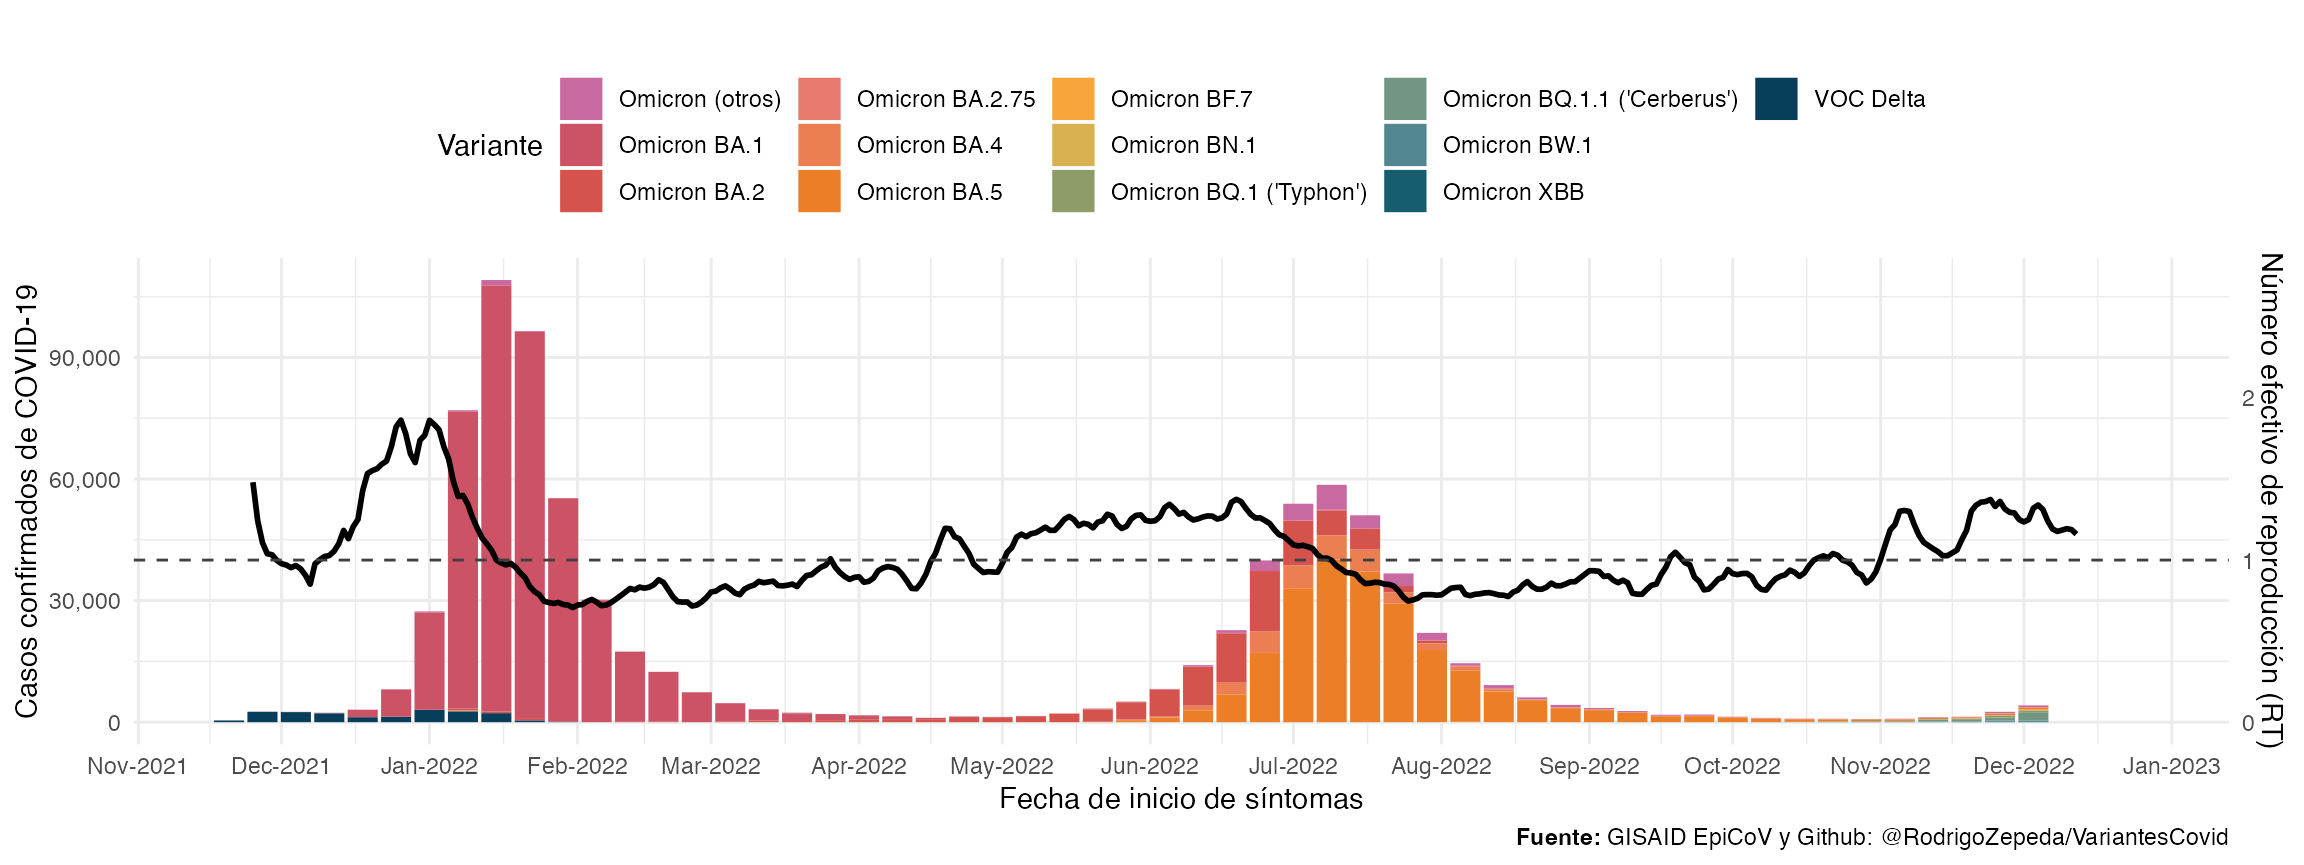 Variante
Omicron (otros)
Omicron BA.1
Omicron BA.2
Omicron BA.2.75
Omicron BA.4
Omicron BA.5
Omicron BF.7
Omicron BN.1
Omicron BQ.1 ('Typhon')
Omicron BQ.1.1 ('Cerberus')
Omicron BW.1
Omicron XBB
VOC Delta
Casos confirmados de COVID-19
90,000
60,000
30,000
0
Número efectivo de reproducción (RT)
2
1
0
Nov-2021
Dec-2021
Jan-2022
Feb-2022
Mar-2022
Apr-2022
May-2022
Jun-2022
Jul-2022
Aug-2022
Sep-2022
Oct-2022
Nov-2022
Dec-2022
Jan-2023
Fecha de inicio de síntomas
Fuente: GISAID EpiCoV y Github: @RodrigoZepeda/VariantesCovid